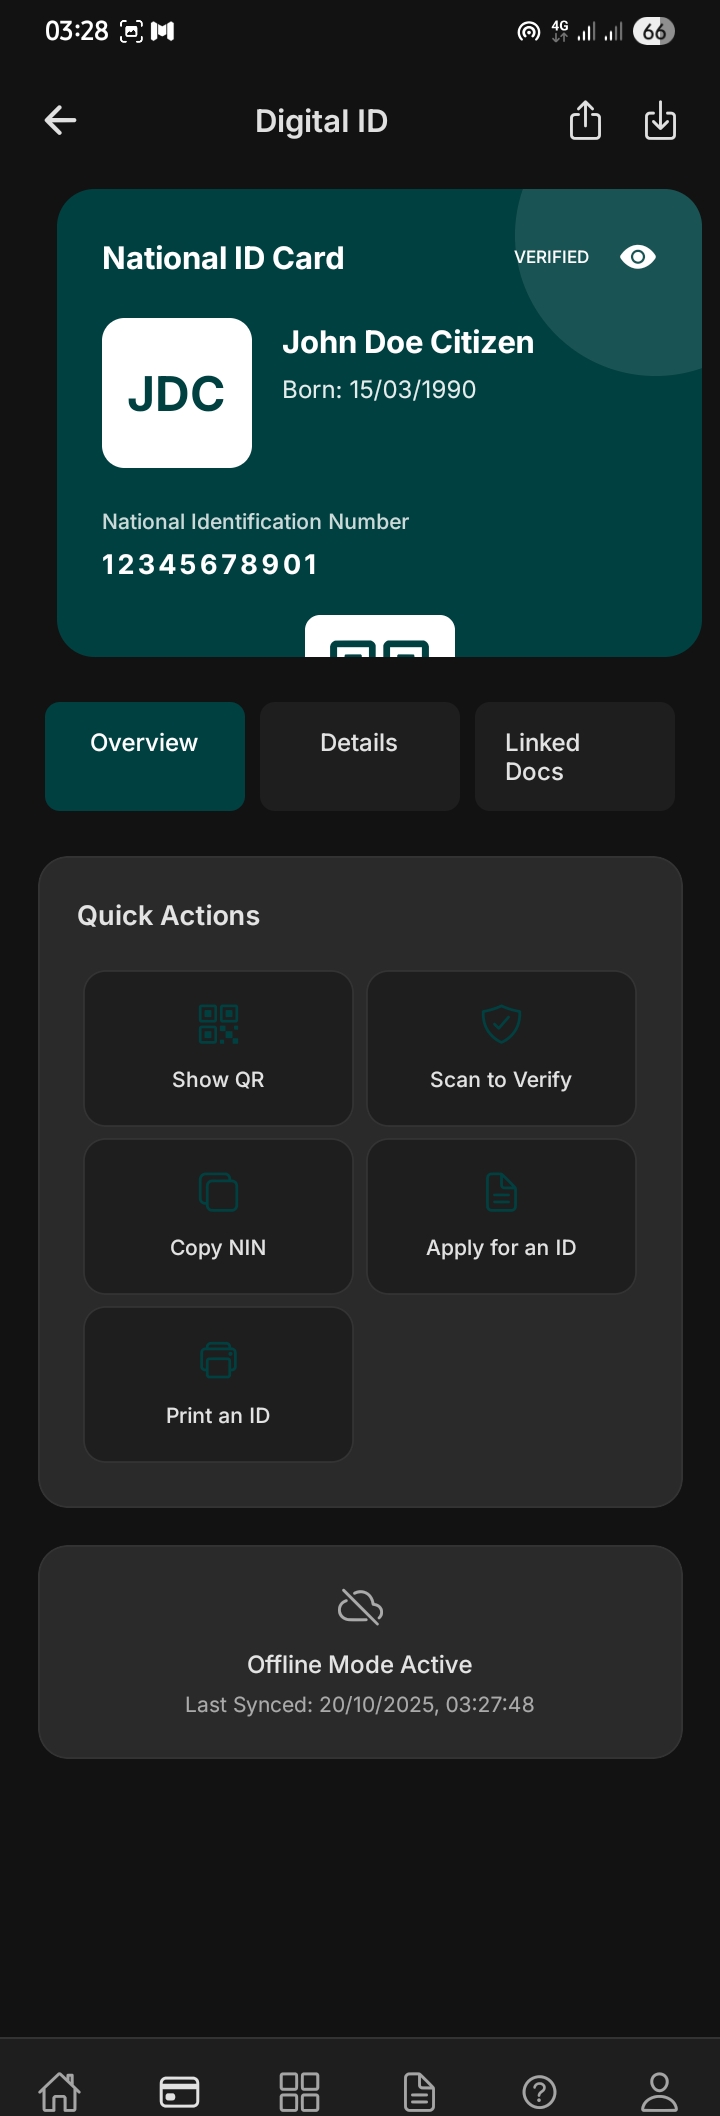 03:28
4G
66
Digital ID
National ID Card
VERIFIED
JDC
John Doe Citizen
Born: 15/03/1990
National Identification Number
12345678901
Overview
Details
Linked
Docs
Quick Actions
Show QR
Scan to Verify
Copy NIN
Apply for an ID
Print an ID
Offline Mode Active
Last Synced: 20/10/2025, 03:27:48